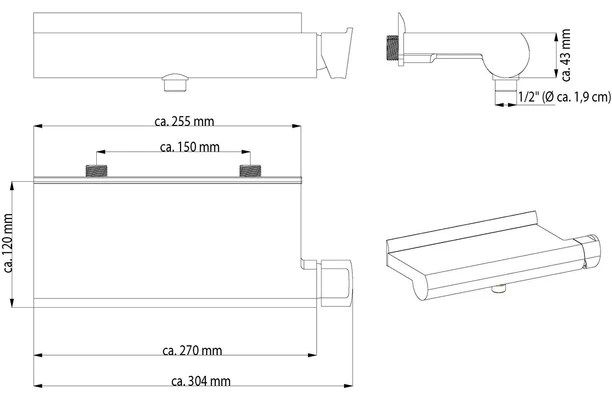 ca. 43 mm
1/2" (Ø ca. 1,9 cm)
ca. 255 mm
ca. 150 mm
ca. 120 mm
ca. 270 mm
ca. 304 mm